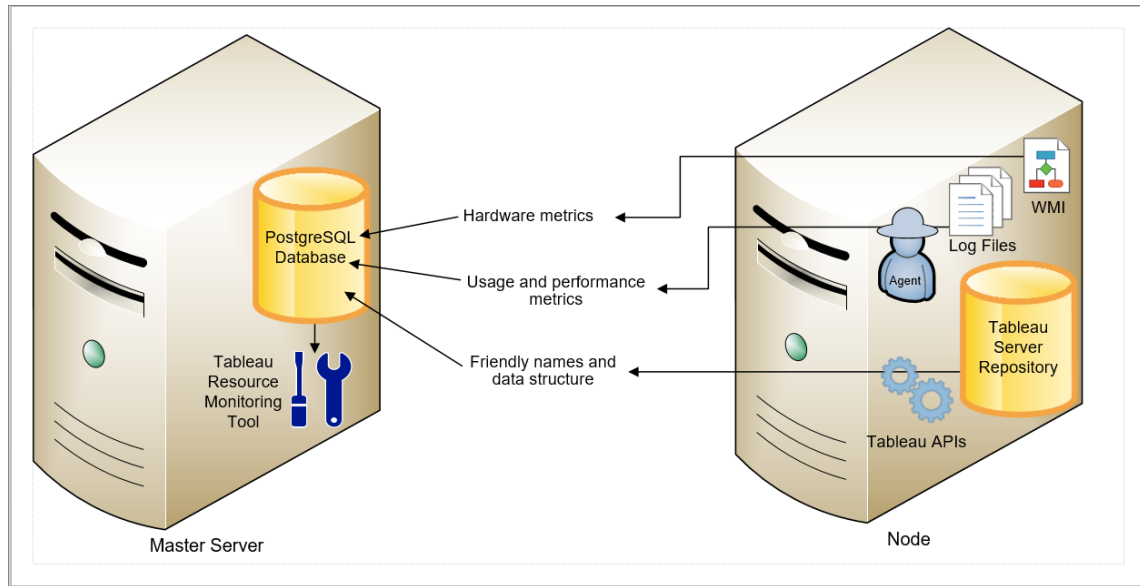 PostgreSQL
Database
Tableau
Resource
Monitoring
Tool
Master Server
Hardware metrics
Usage and performance
metrics
Friendly names and
data structure
WMI
Log Files
Agent
Tableau
Server
Repository
Tableau APIs
Node